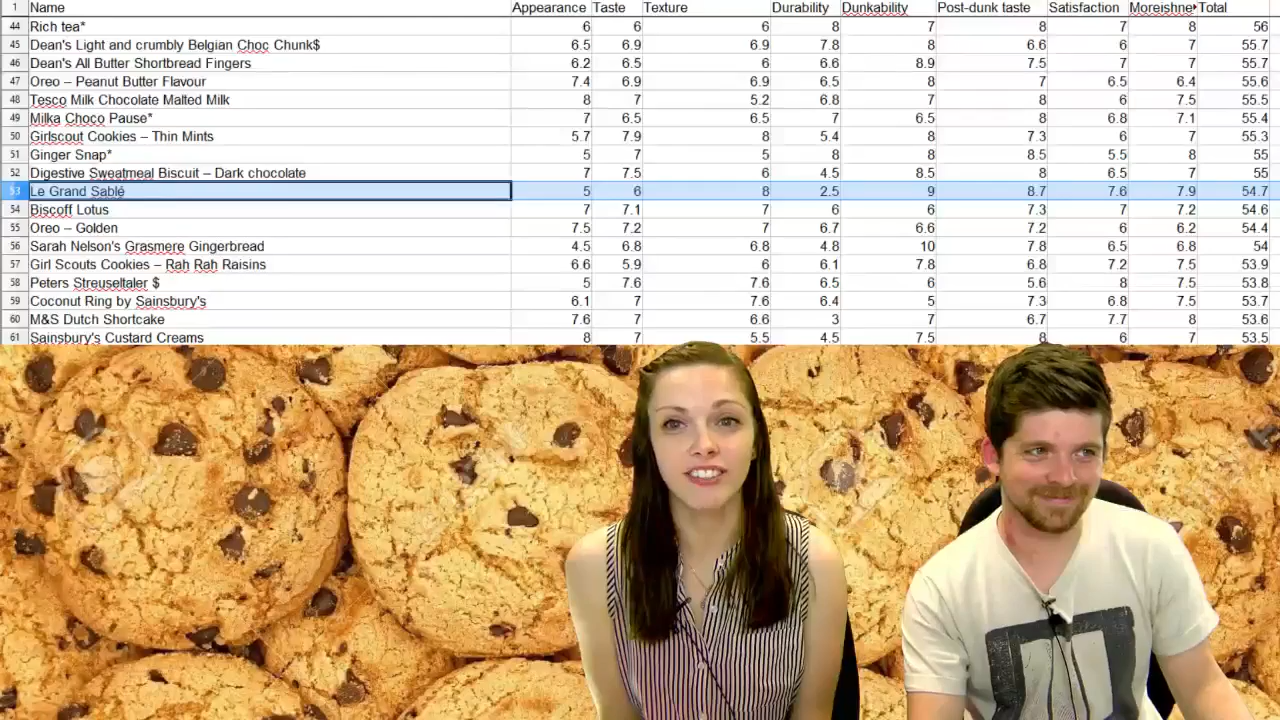 1 Name Appearance Taste Texture Durability Dunkability Post-dunk taste Satisfaction Moreishne Total
44 Rich tea* 6 6 6 8 7 8 7 8 56
45 Dean's Light and crumbly Belgian Choc Chunk$ 6.5 6.9 6.9 7.8 8 6.6 6 7 55.7
46 Dean's All Butter Shortbread Fingers 6.2 6.5 6 6.6 8.9 7.5 7 7 55.7
47 Oreo – Peanut Butter Flavour 7.4 6.9 6.9 6.5 8 7 6.5 6.4 55.6
48 Tesco Milk Chocolate Malted Milk 8 7 5.2 6.8 7 8 6 7.5 55.5
49 Milka Choco Pause* 7 6.5 6.5 7 6.5 8 6.8 7.1 55.4
50 Girlscout Cookies – Thin Mints 5.7 7.9 8 5.4 8 7.3 6 7 55.3
51 Ginger Snap* 5 7 5 8 8 8.5 5.5 8 55
52 Digestive Sweatmeal Biscuit – Dark chocolate 7 7.5 6 4.5 8.5 8 6.5 7 55
53 Le Grand Sablé 5 6 8 2.5 9 8.7 7.6 7.9 54.7
54 Biscoff Lotus 7 7.1 7 6 6 7.3 7 7.2 54.6
55 Oreo – Golden 7.5 7.2 7 6.7 6.6 7.2 6 6.2 54.4
56 Sarah Nelson's Grasmere Gingerbread 4.5 6.8 6.8 4.8 10 7.8 6.5 6.8 54
57 Girl Scouts Cookies – Rah Rah Raisins 6.6 5.9 6 6.1 7.8 6.8 7.2 7.5 53.9
58 Peters Streuseltaler $ 5 7.6 7.6 6.5 6 5.6 8 7.5 53.8
59 Coconut Ring by Sainsbury's 6.1 7 7.6 6.4 5 7.3 6.8 7.5 53.7
60 M&S Dutch Shortcake 7.6 7 6.6 3 7 6.7 7.7 8 53.6
61 Sainsbury's Custard Creams 8 7 5.5 4.5 7.5 8 6 7 53.5